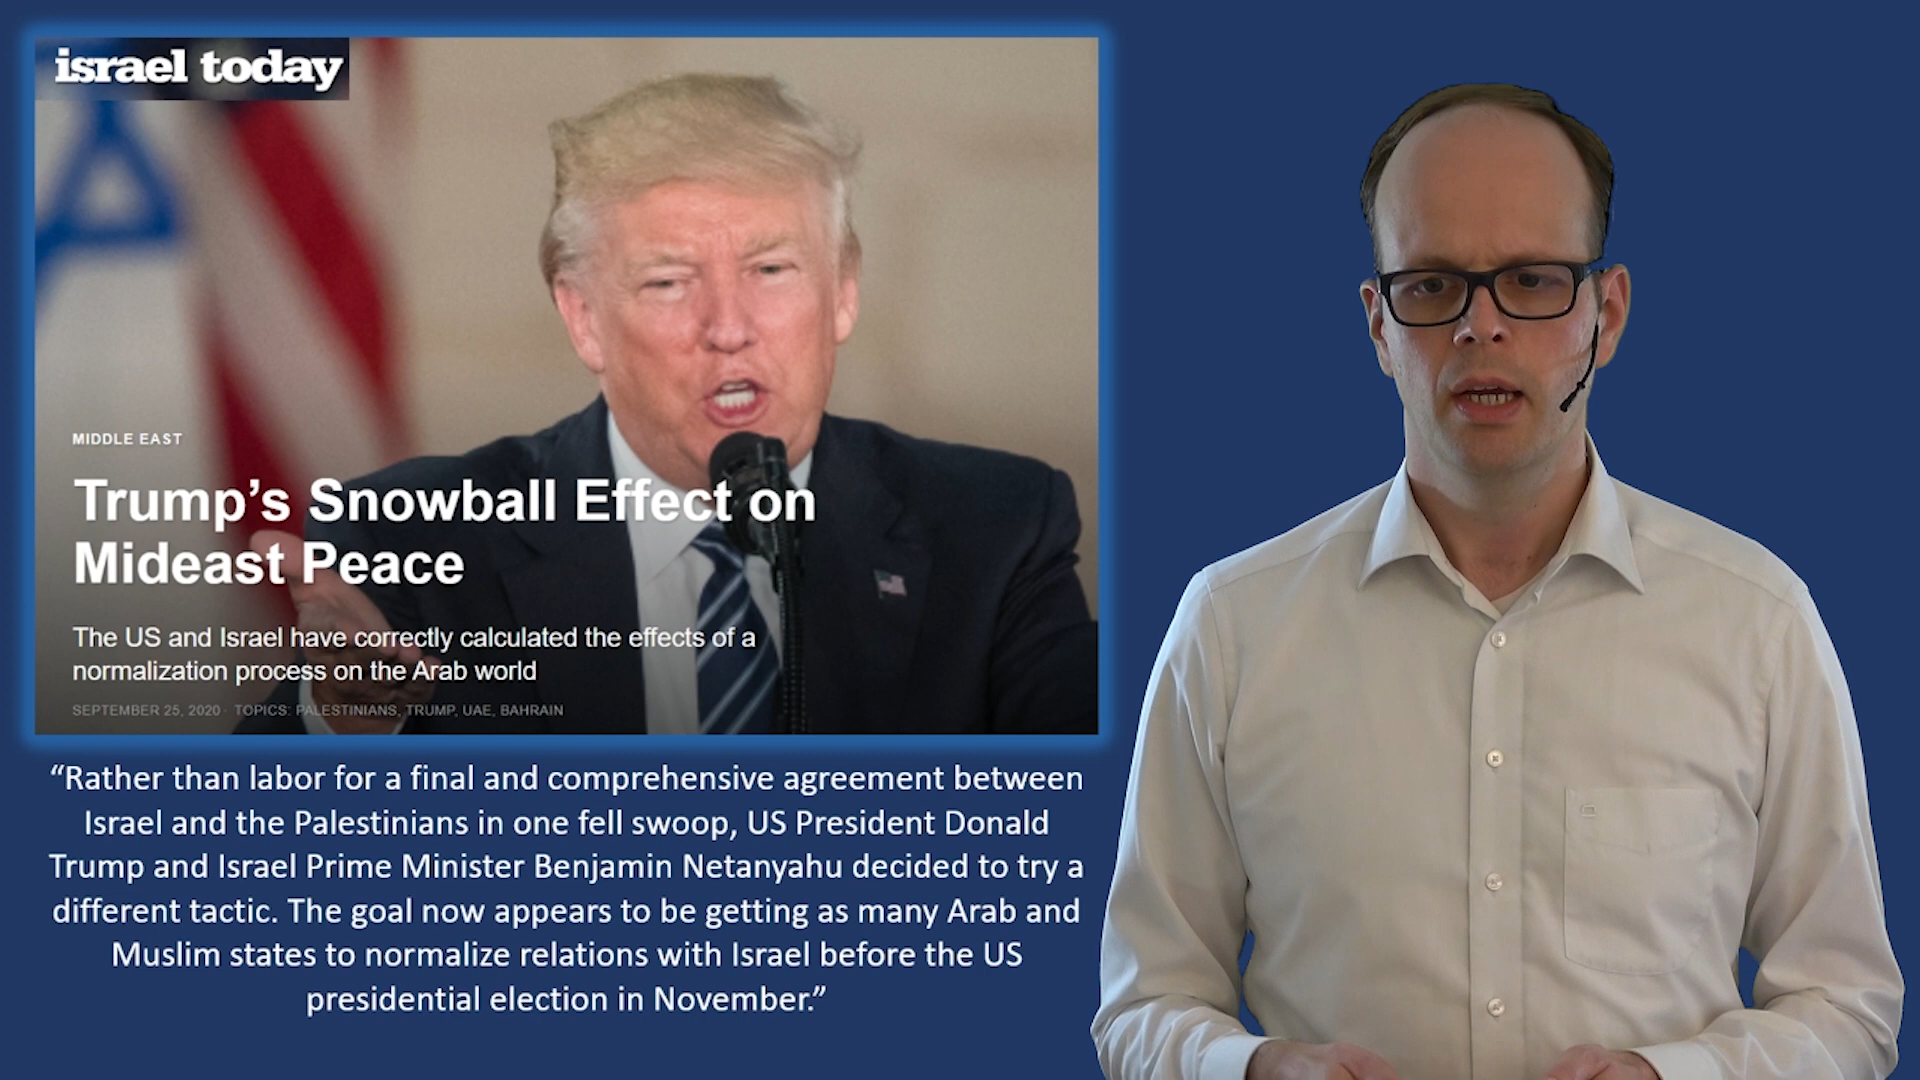 israel today
MIDDLE EAST
Trump’s Snowball Effect on
Mideast Peace
The US and Israel have correctly calculated the effects of a
normalization process on the Arab world
SEPTEMBER 25, 2020 · TOPICS: PALESTINIANS, TRUMP, UAE, BAHRAIN
“Rather than labor for a final and comprehensive agreement between
Israel and the Palestinians in one fell swoop, US President Donald
Trump and Israel Prime Minister Benjamin Netanyahu decided to try a
different tactic. The goal now appears to be getting as many Arab and
Muslim states to normalize relations with Israel before the US
presidential election in November.”